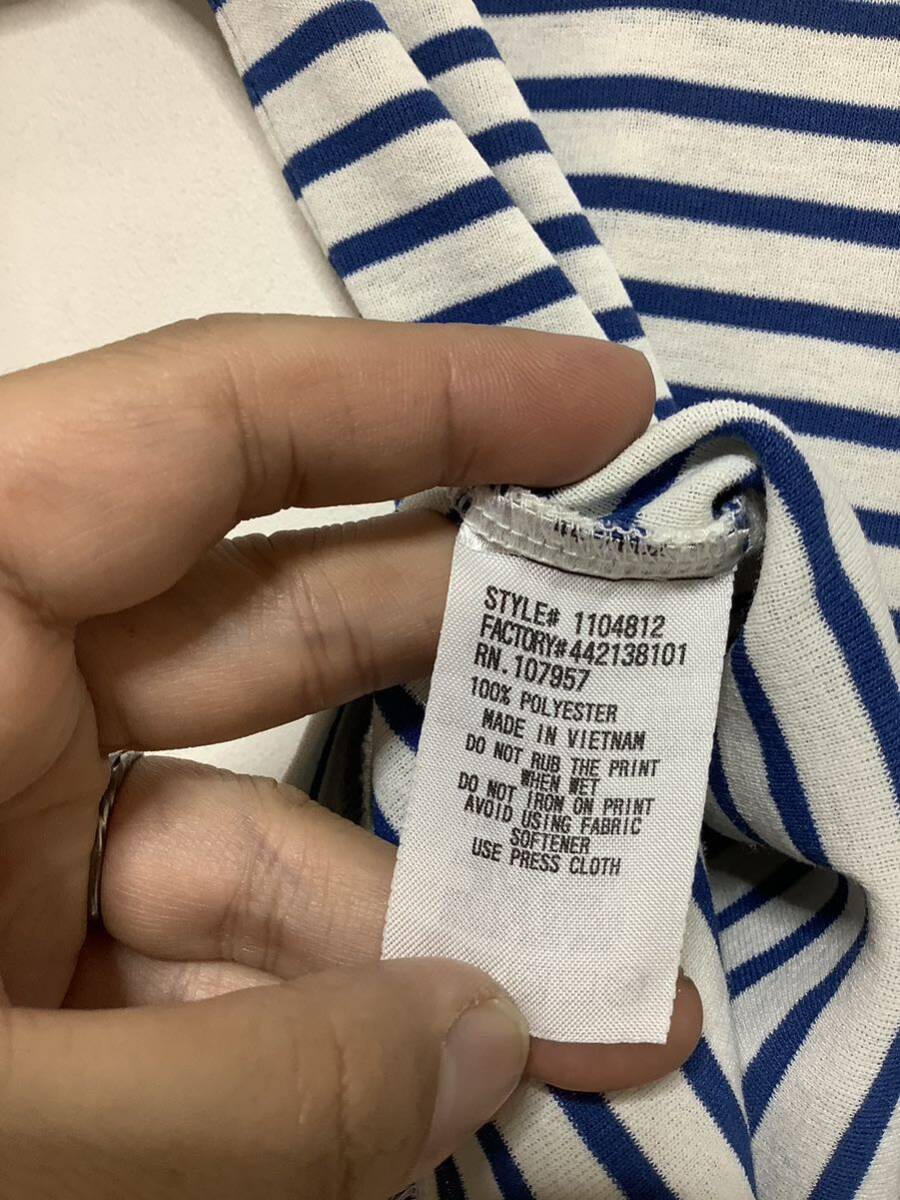 STYLE# 1104812
FACTORY#442138101
RN.107957
100% POLYESTER
MADE IN VIETNAM
DO NOT RUB THE PRINT
WHEN WET
DO NOT IRON ON PRINT
AVOID USING FABRIC
SOFTENER
USE PRESS CLOTH